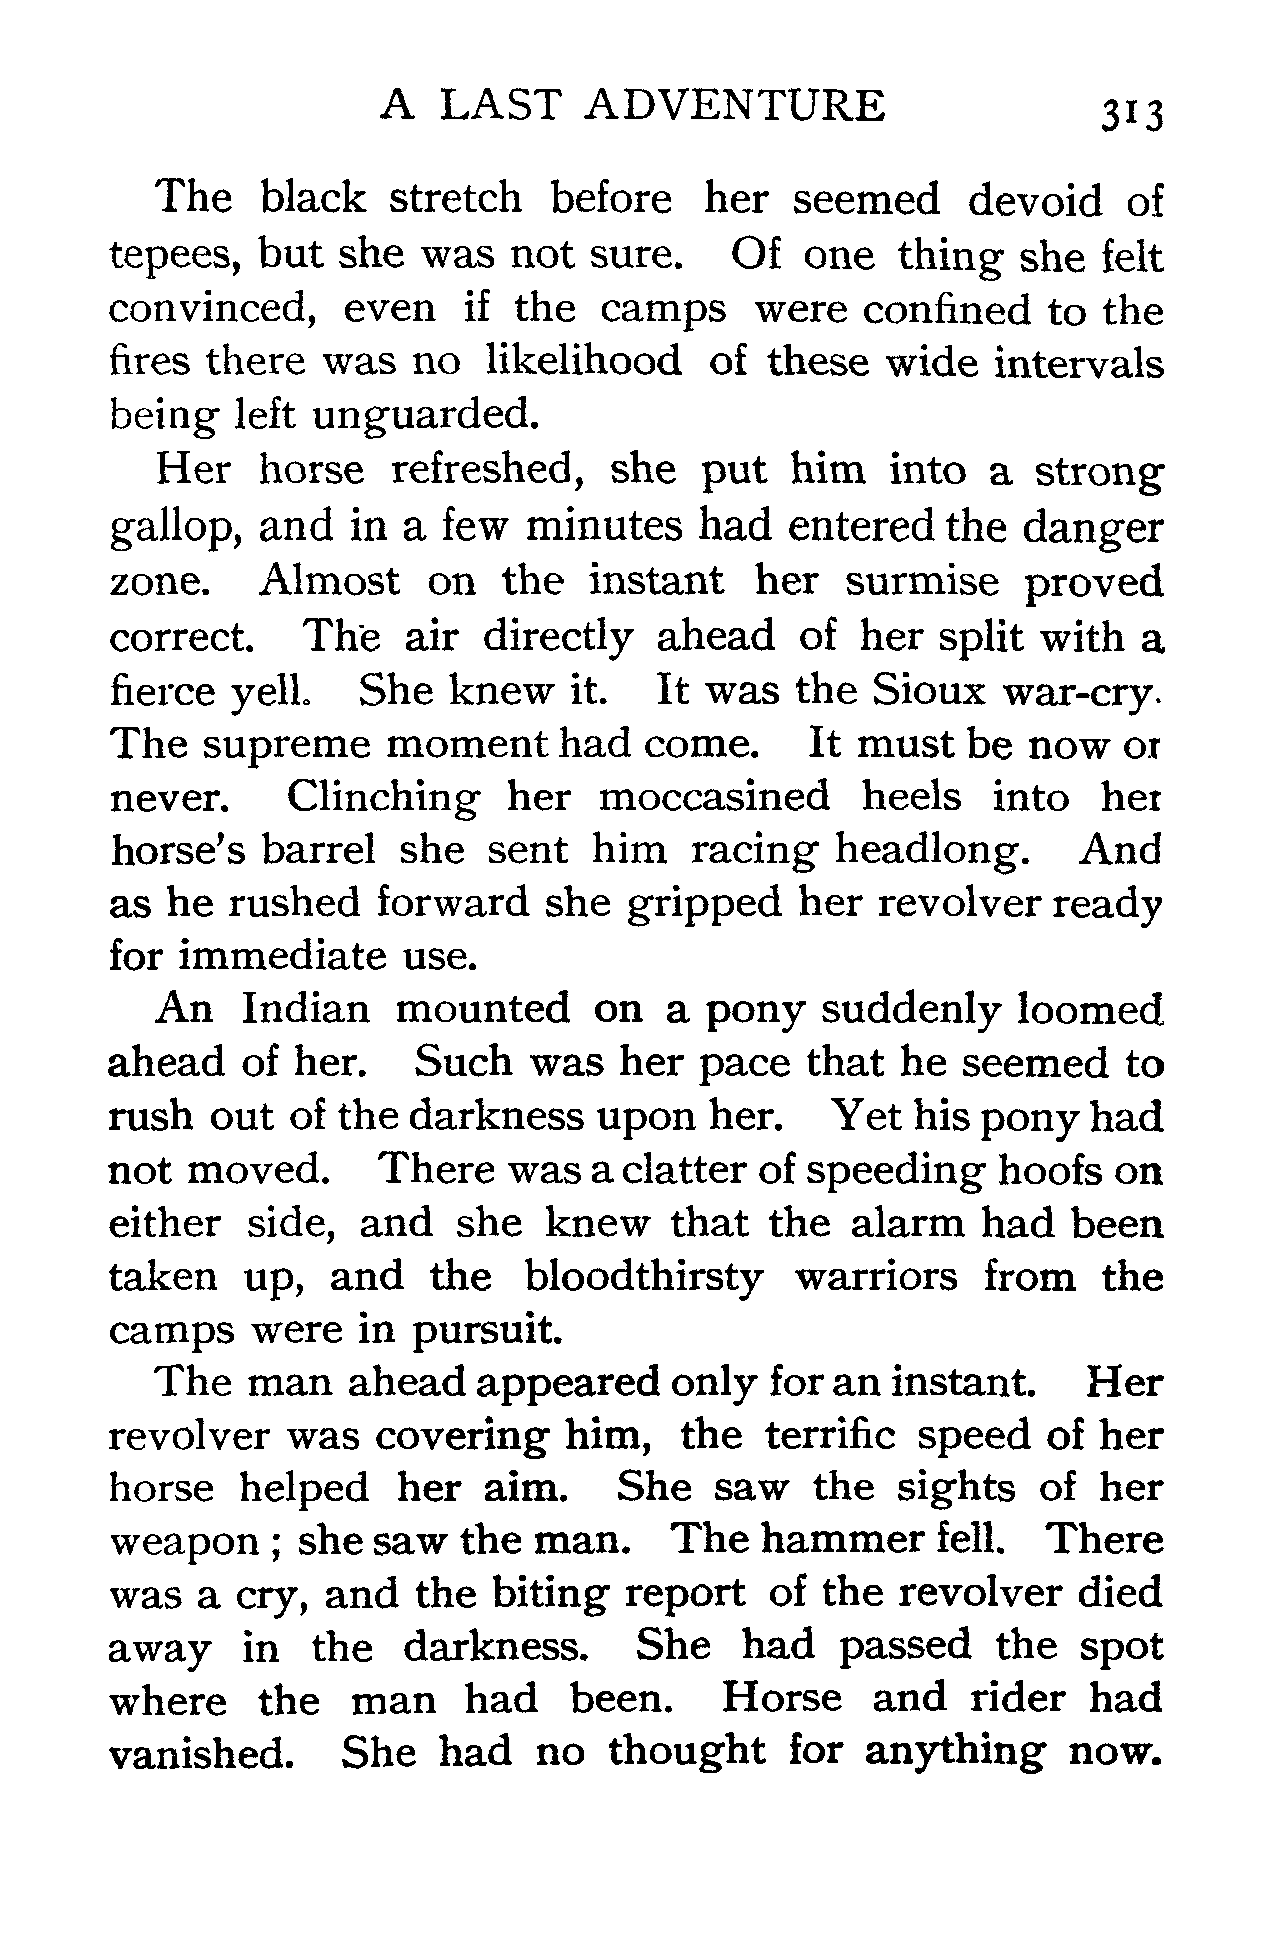 A LAST ADVENTURE 313
The black stretch before her seemed devoid of
tepees, but she was not sure. Of one thing she felt
convinced, even if the camps were confined to the
fires there was no likelihood of these wide intervals
being left unguarded.
Her horse refreshed, she put him into a strong
gallop, and in a few minutes had entered the danger
zone. Almost on the instant her surmise proved
correct. The air directly ahead of her split with a
fierce yell. She knew it. It was the Sioux war-cry.
The supreme moment had come. It must be now or
never. Clinching her moccasined heels into her
horse's barrel she sent him racing headlong. And
as he rushed forward she gripped her revolver ready
for immediate use.
An Indian mounted on a pony suddenly loomed
ahead of her. Such was her pace that he seemed to
rush out of the darkness upon her. Yet his pony had
not moved. There was a clatter of speeding hoofs on
either side, and she knew that the alarm had been
taken up, and the bloodthirsty warriors from the
camps were in pursuit.
The man ahead appeared only for an instant. Her
revolver was covering him, the terrific speed of her
horse helped her aim. She saw the sights of her
weapon ; she saw the man. The hammer fell. There
was a cry, and the biting report of the revolver died
away in the darkness. She had passed the spot
where the man had been. Horse and rider had
vanished. She had no thought for anything now.